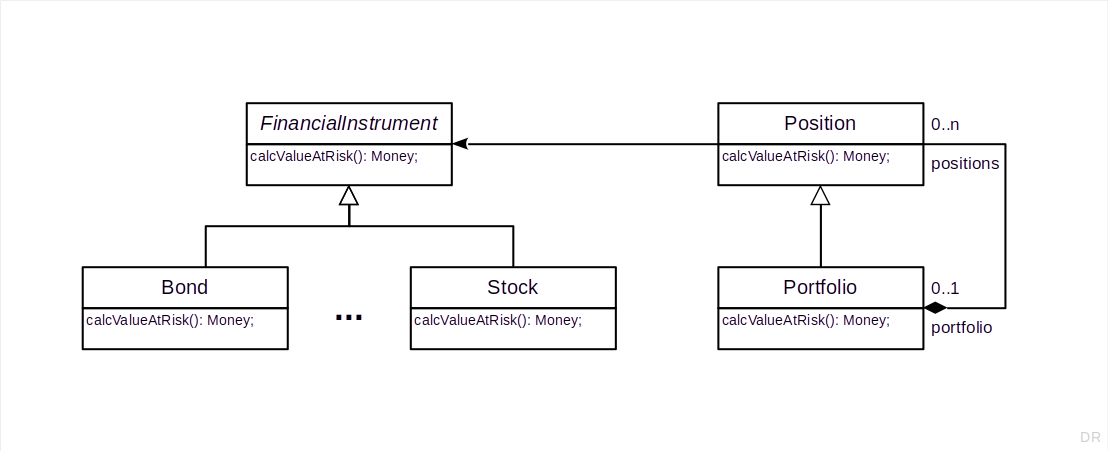 FinancialInstrument
calcValueAtRisk(): Money;
Position
calcValueAtRisk(): Money;
0..n
positions
Bond
calcValueAtRisk(): Money;
...
Stock
calcValueAtRisk(): Money;
Portfolio
calcValueAtRisk(): Money;
0..1
portfolio
DR